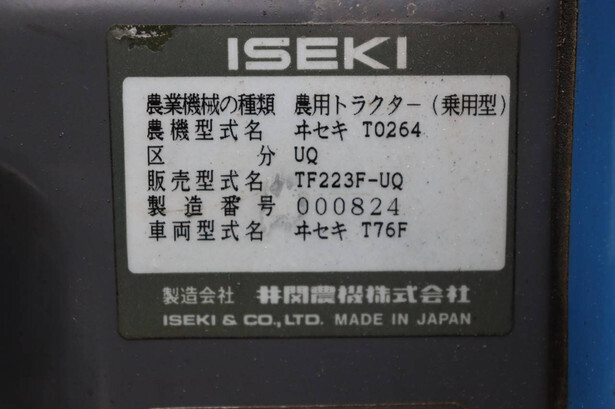 ISEKI
農業機械の種類 農用トラクター(乗用型)
農機型式名 ヰセキ T0264
区分 UQ
販売型式名 TF223F-UQ
製造番号 000824
車両型式名 ヰセキ T76F
製造会社 井関農機株式会社
ISEKI & CO.,LTD. MADE IN JAPAN